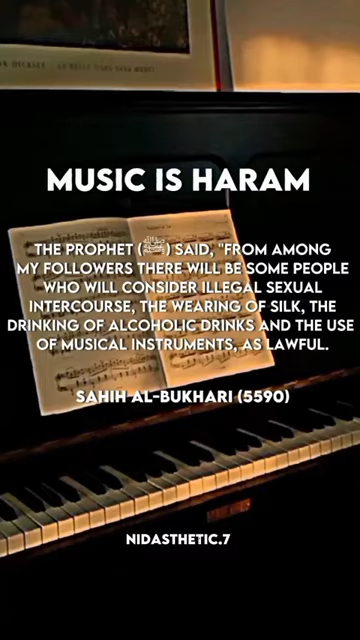 MUSIC IS HARAM
THE PROPHET (ﷺ) SAID, "FROM AMONG
MY FOLLOWERS THERE WILL BE SOME PEOPLE
WHO WILL CONSIDER ILLEGAL SEXUAL
INTERCOURSE, THE WEARING OF SILK, THE
DRINKING OF ALCOHOLIC DRINKS AND THE USE
OF MUSICAL INSTRUMENTS, AS LAWFUL.
SAHIH AL-BUKHARI (5590)
NIDASTHETIC.7